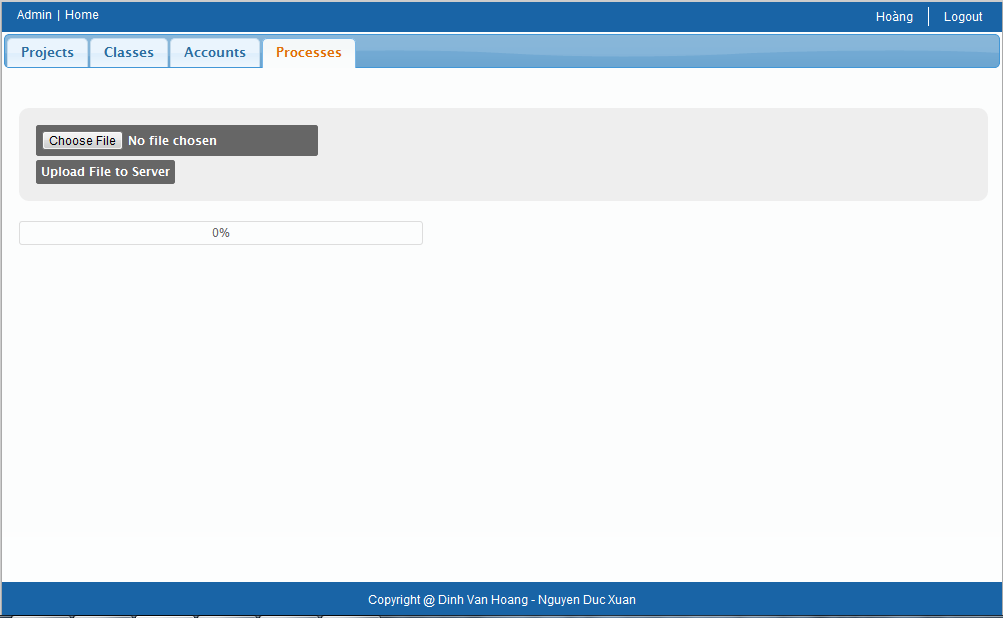 Admin | Home
Hoàng
Logout
Projects
Classes
Accounts
Processes
Choose File No file chosen
Upload File to Server
0%
Copyright @ Dinh Van Hoang - Nguyen Duc Xuan